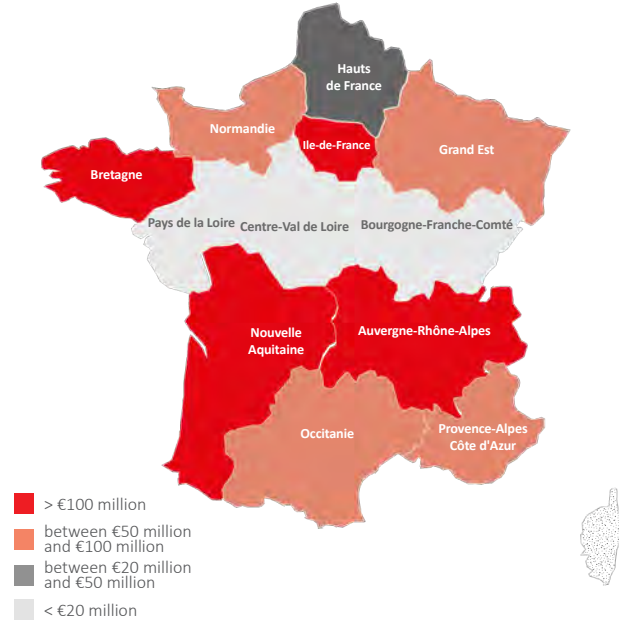 Hauts
de France
Normandie
Ile-de-France
Grand Est
Bretagne
Pays de la Loire
Centre-Val de Loire
Bourgogne-Franche-Comté
Nouvelle
Aquitaine
Auvergne-Rhône-Alpes
Occitanie
Provence-Alpes
Côte d'Azur
> €100 million
between €50 million
and €100 million
between €20 million
and €50 million
< €20 million